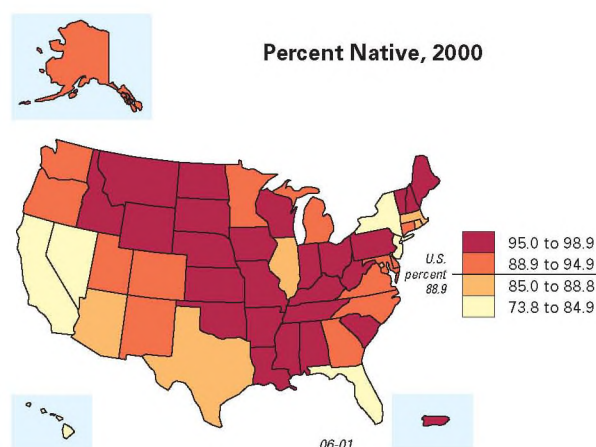 Percent Native, 2000
U.S.
percent
88.9
95.0 to 98.9
88.9 to 94.9
85.0 to 88.8
73.8 to 84.9
06-01